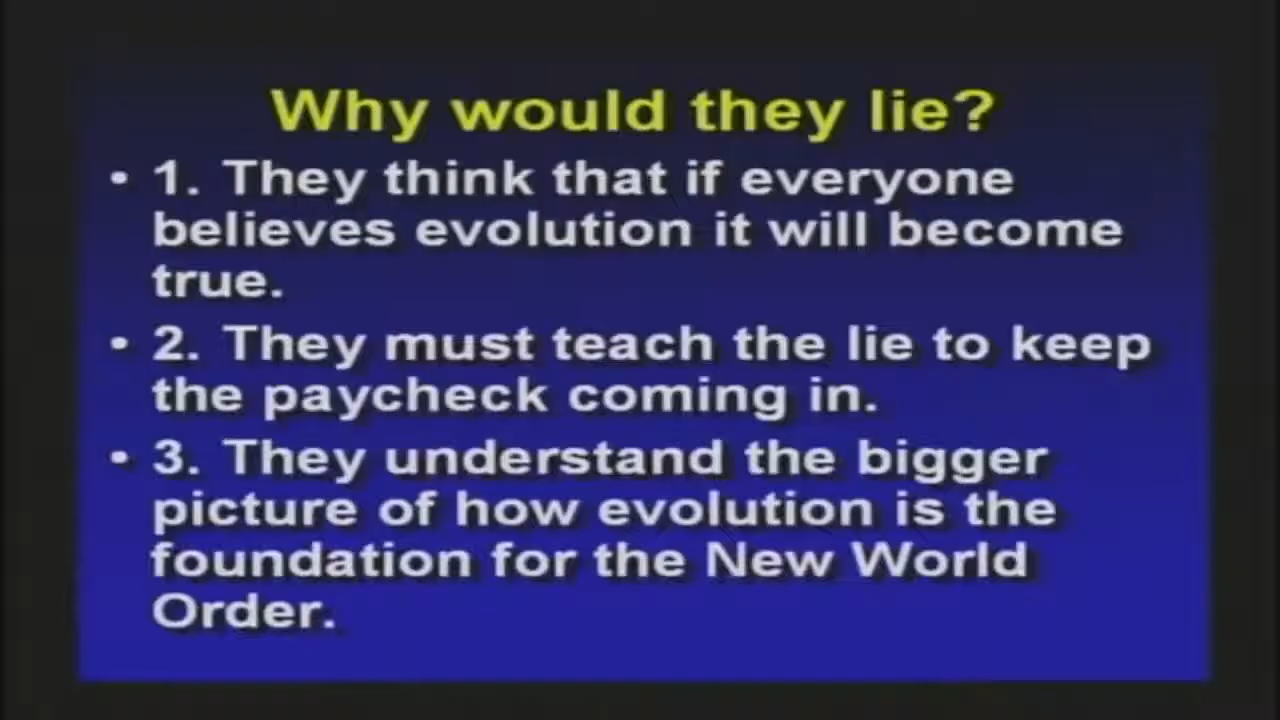 Why would they lie?
• 1. They think that if everyone
believes evolution it will become
true.
• 2. They must teach the lie to keep
the paycheck coming in.
• 3. They understand the bigger
picture of how evolution is the
foundation for the New World
Order.